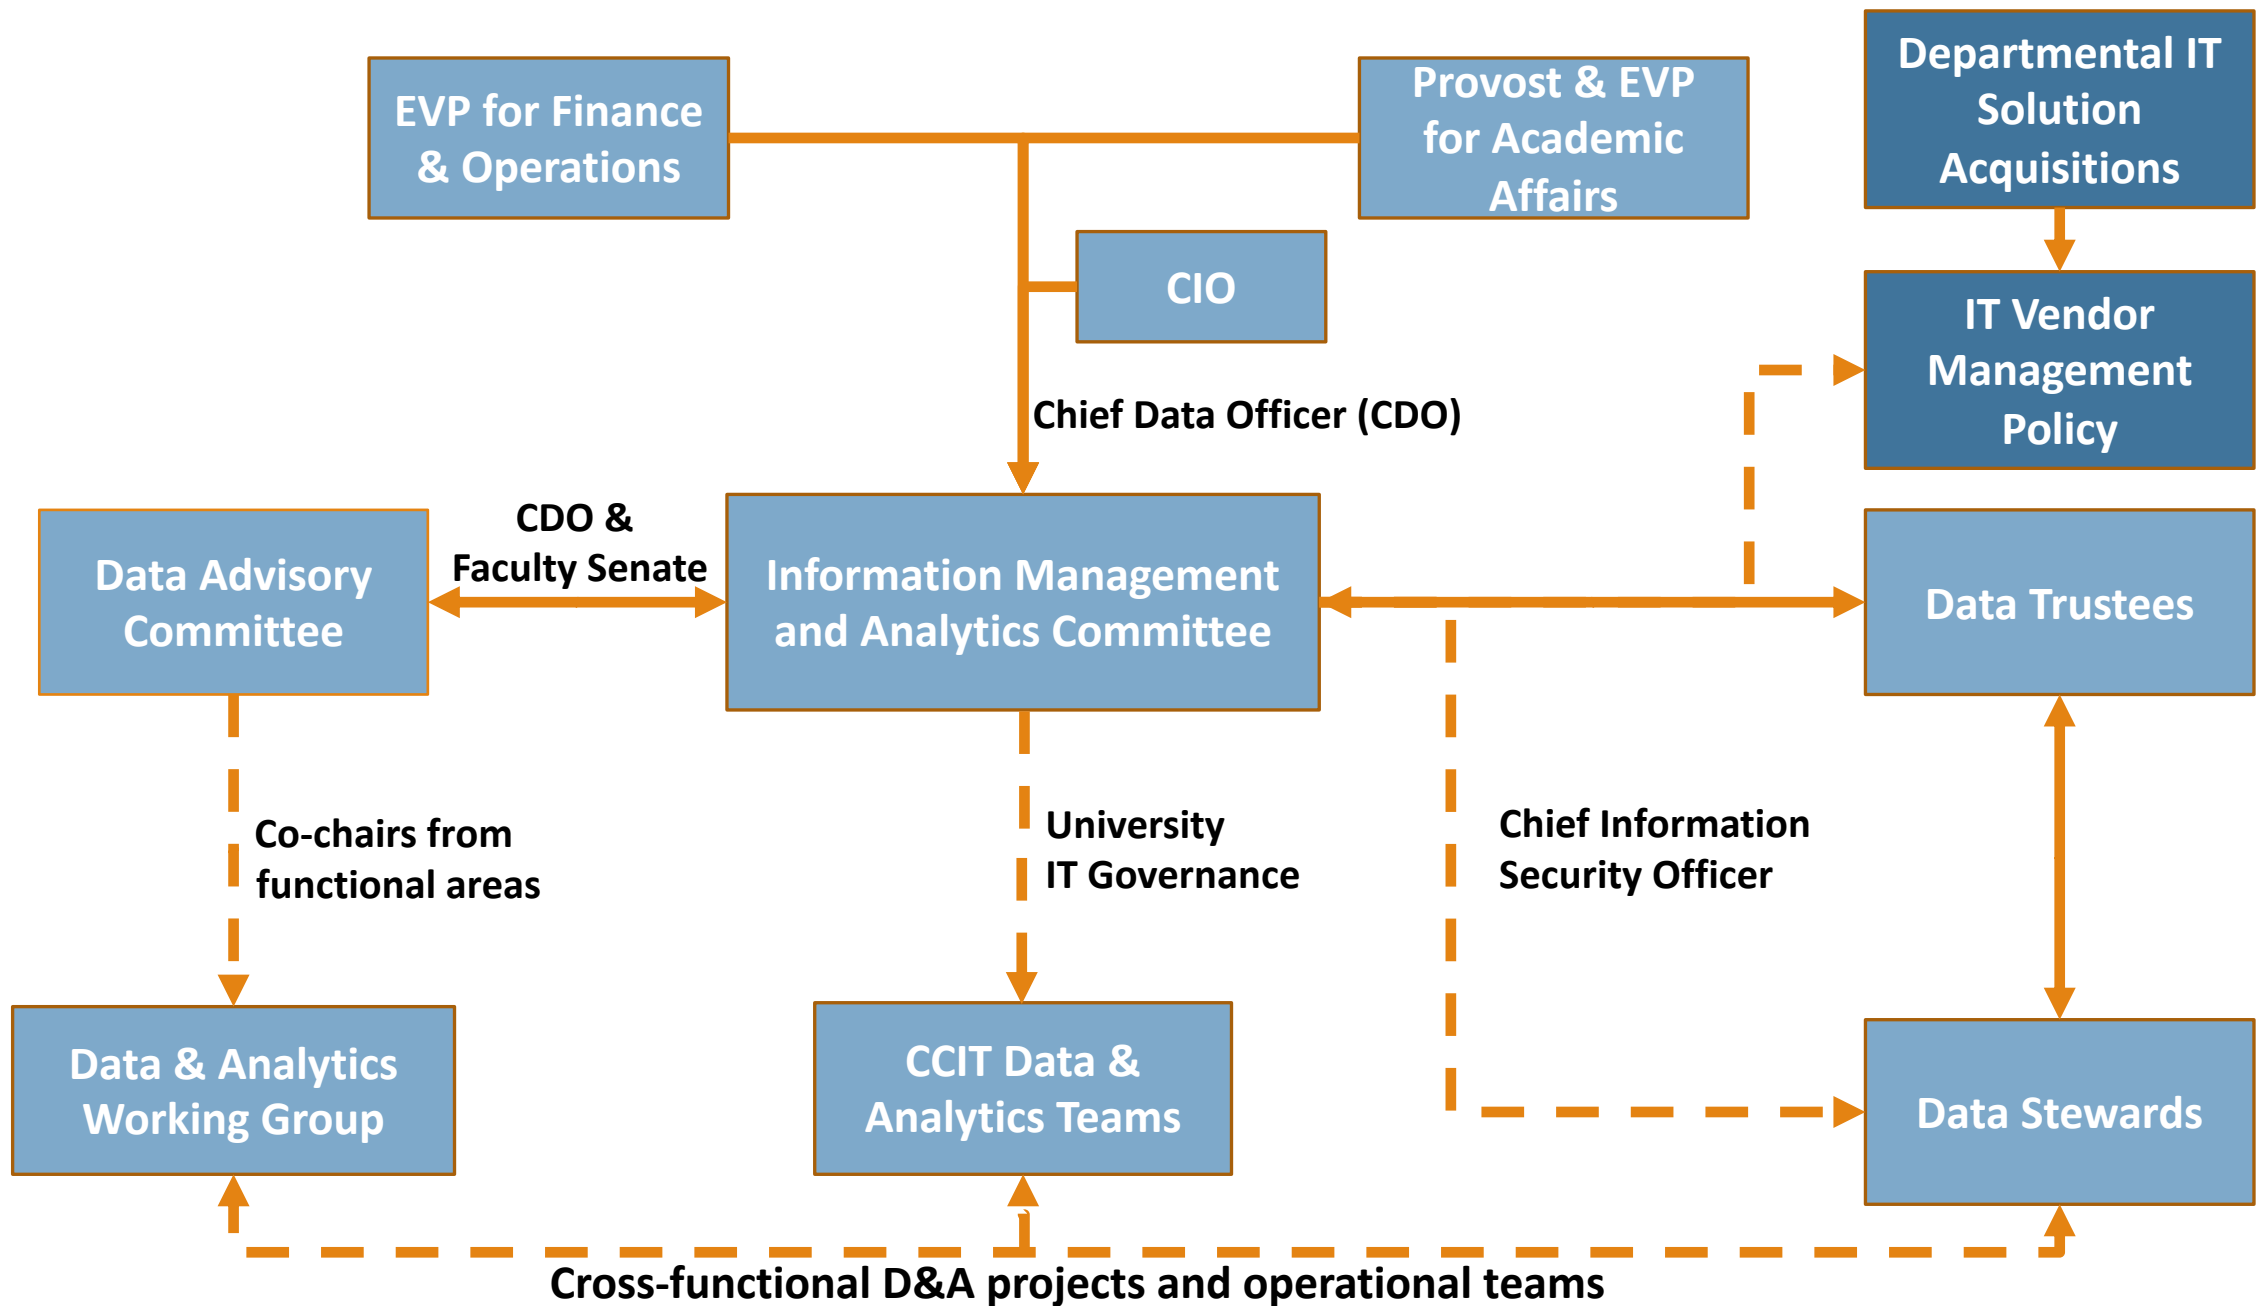 EVP for Finance
& Operations
Provost & EVP
for Academic
Affairs
Departmental IT
Solution
Acquisitions
CIO
IT Vendor
Management
Policy
Chief Data Officer (CDO)
CDO &
Faculty Senate
Data Advisory
Committee
Information Management
and Analytics Committee
Data Trustees
Co-chairs from
functional areas
University
IT Governance
Chief Information
Security Officer
Data & Analytics
Working Group
CCIT Data &
Analytics Teams
Data Stewards
Cross-functional D&A projects and operational teams